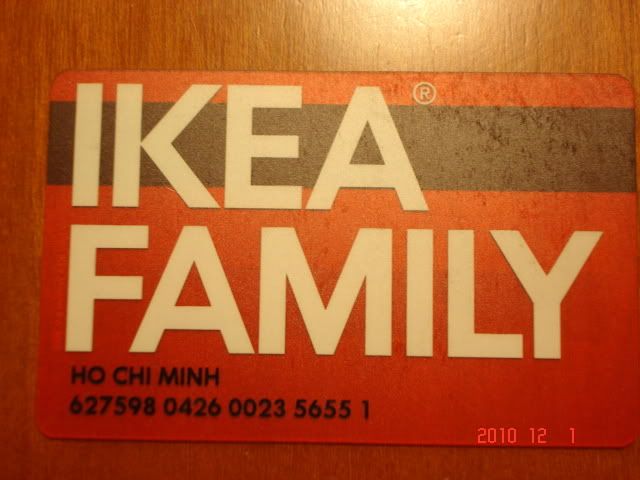 IKEA®
FAMILY
HO CHI MINH
627598 0426 0023 5655 1
2010 12 1